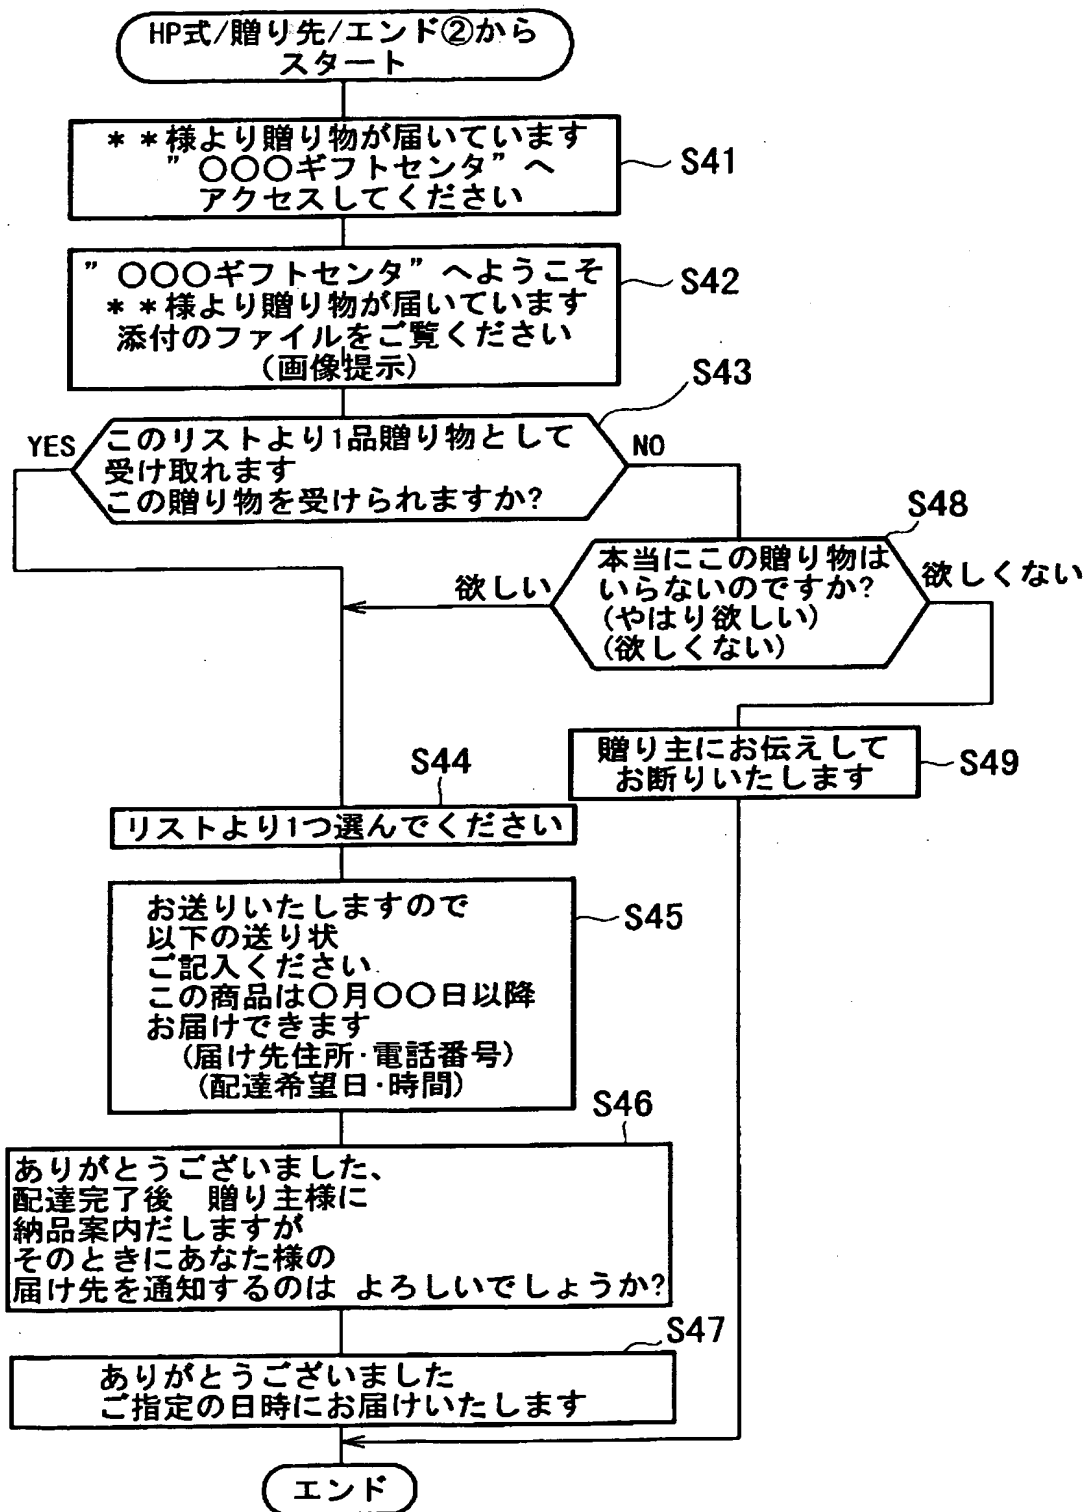 HP式/贈り先/エンド②から
スタート
＊＊様より贈り物が届いています
”○○○ギフトセンタ”へ
アクセスしてください
S41
”○○○ギフトセンタ”へようこそ
＊＊様より贈り物が届いています
添付のファイルをご覧ください
(画像提示)
S42
S43
YES
このリストより1品贈り物として
受け取れます
この贈り物を受けられますか?
NO
S48
本当にこの贈り物は
いらないのですか?
(やはり欲しい)
(欲しくない)
欲しい
欲しくない
贈り主にお伝えして
お断りいたします
S49
S44
リストより1つ選んでください
お送りいたしますので
以下の送り状
ご記入ください
この商品は○月○○日以降
お届けできます
(届け先住所・電話番号)
(配達希望日・時間)
S45
S46
ありがとうございました、
配達完了後　贈り主様に
納品案内だしますが
そのときにあなた様の
届け先を通知するのは よろしいでしょうか?
S47
ありがとうございました
ご指定の日時にお届けいたします
エンド